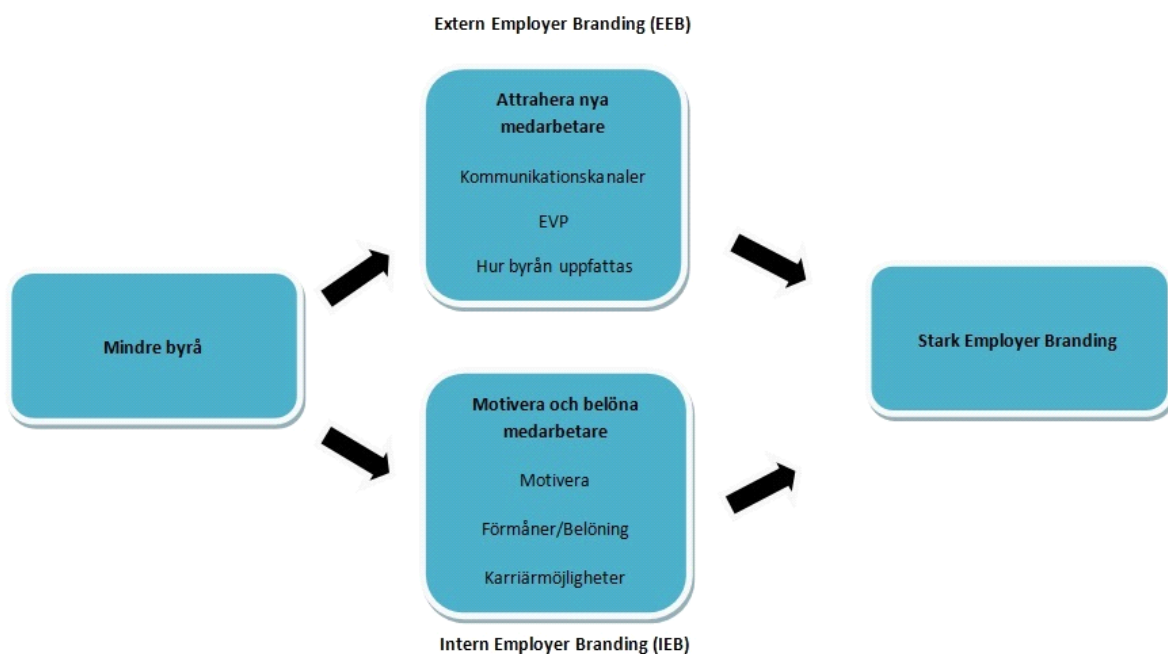 Extern Employer Branding (EEB)
Attrahera nya
medarbetare
Kommunikationskanaler
EVP
Hur byrån uppfattas
Mindre byrå
Stark Employer Branding
Motivera och belöna
medarbetare
Motivera
Förmåner/Belöning
Karriärmöjligheter
Intern Employer Branding (IEB)